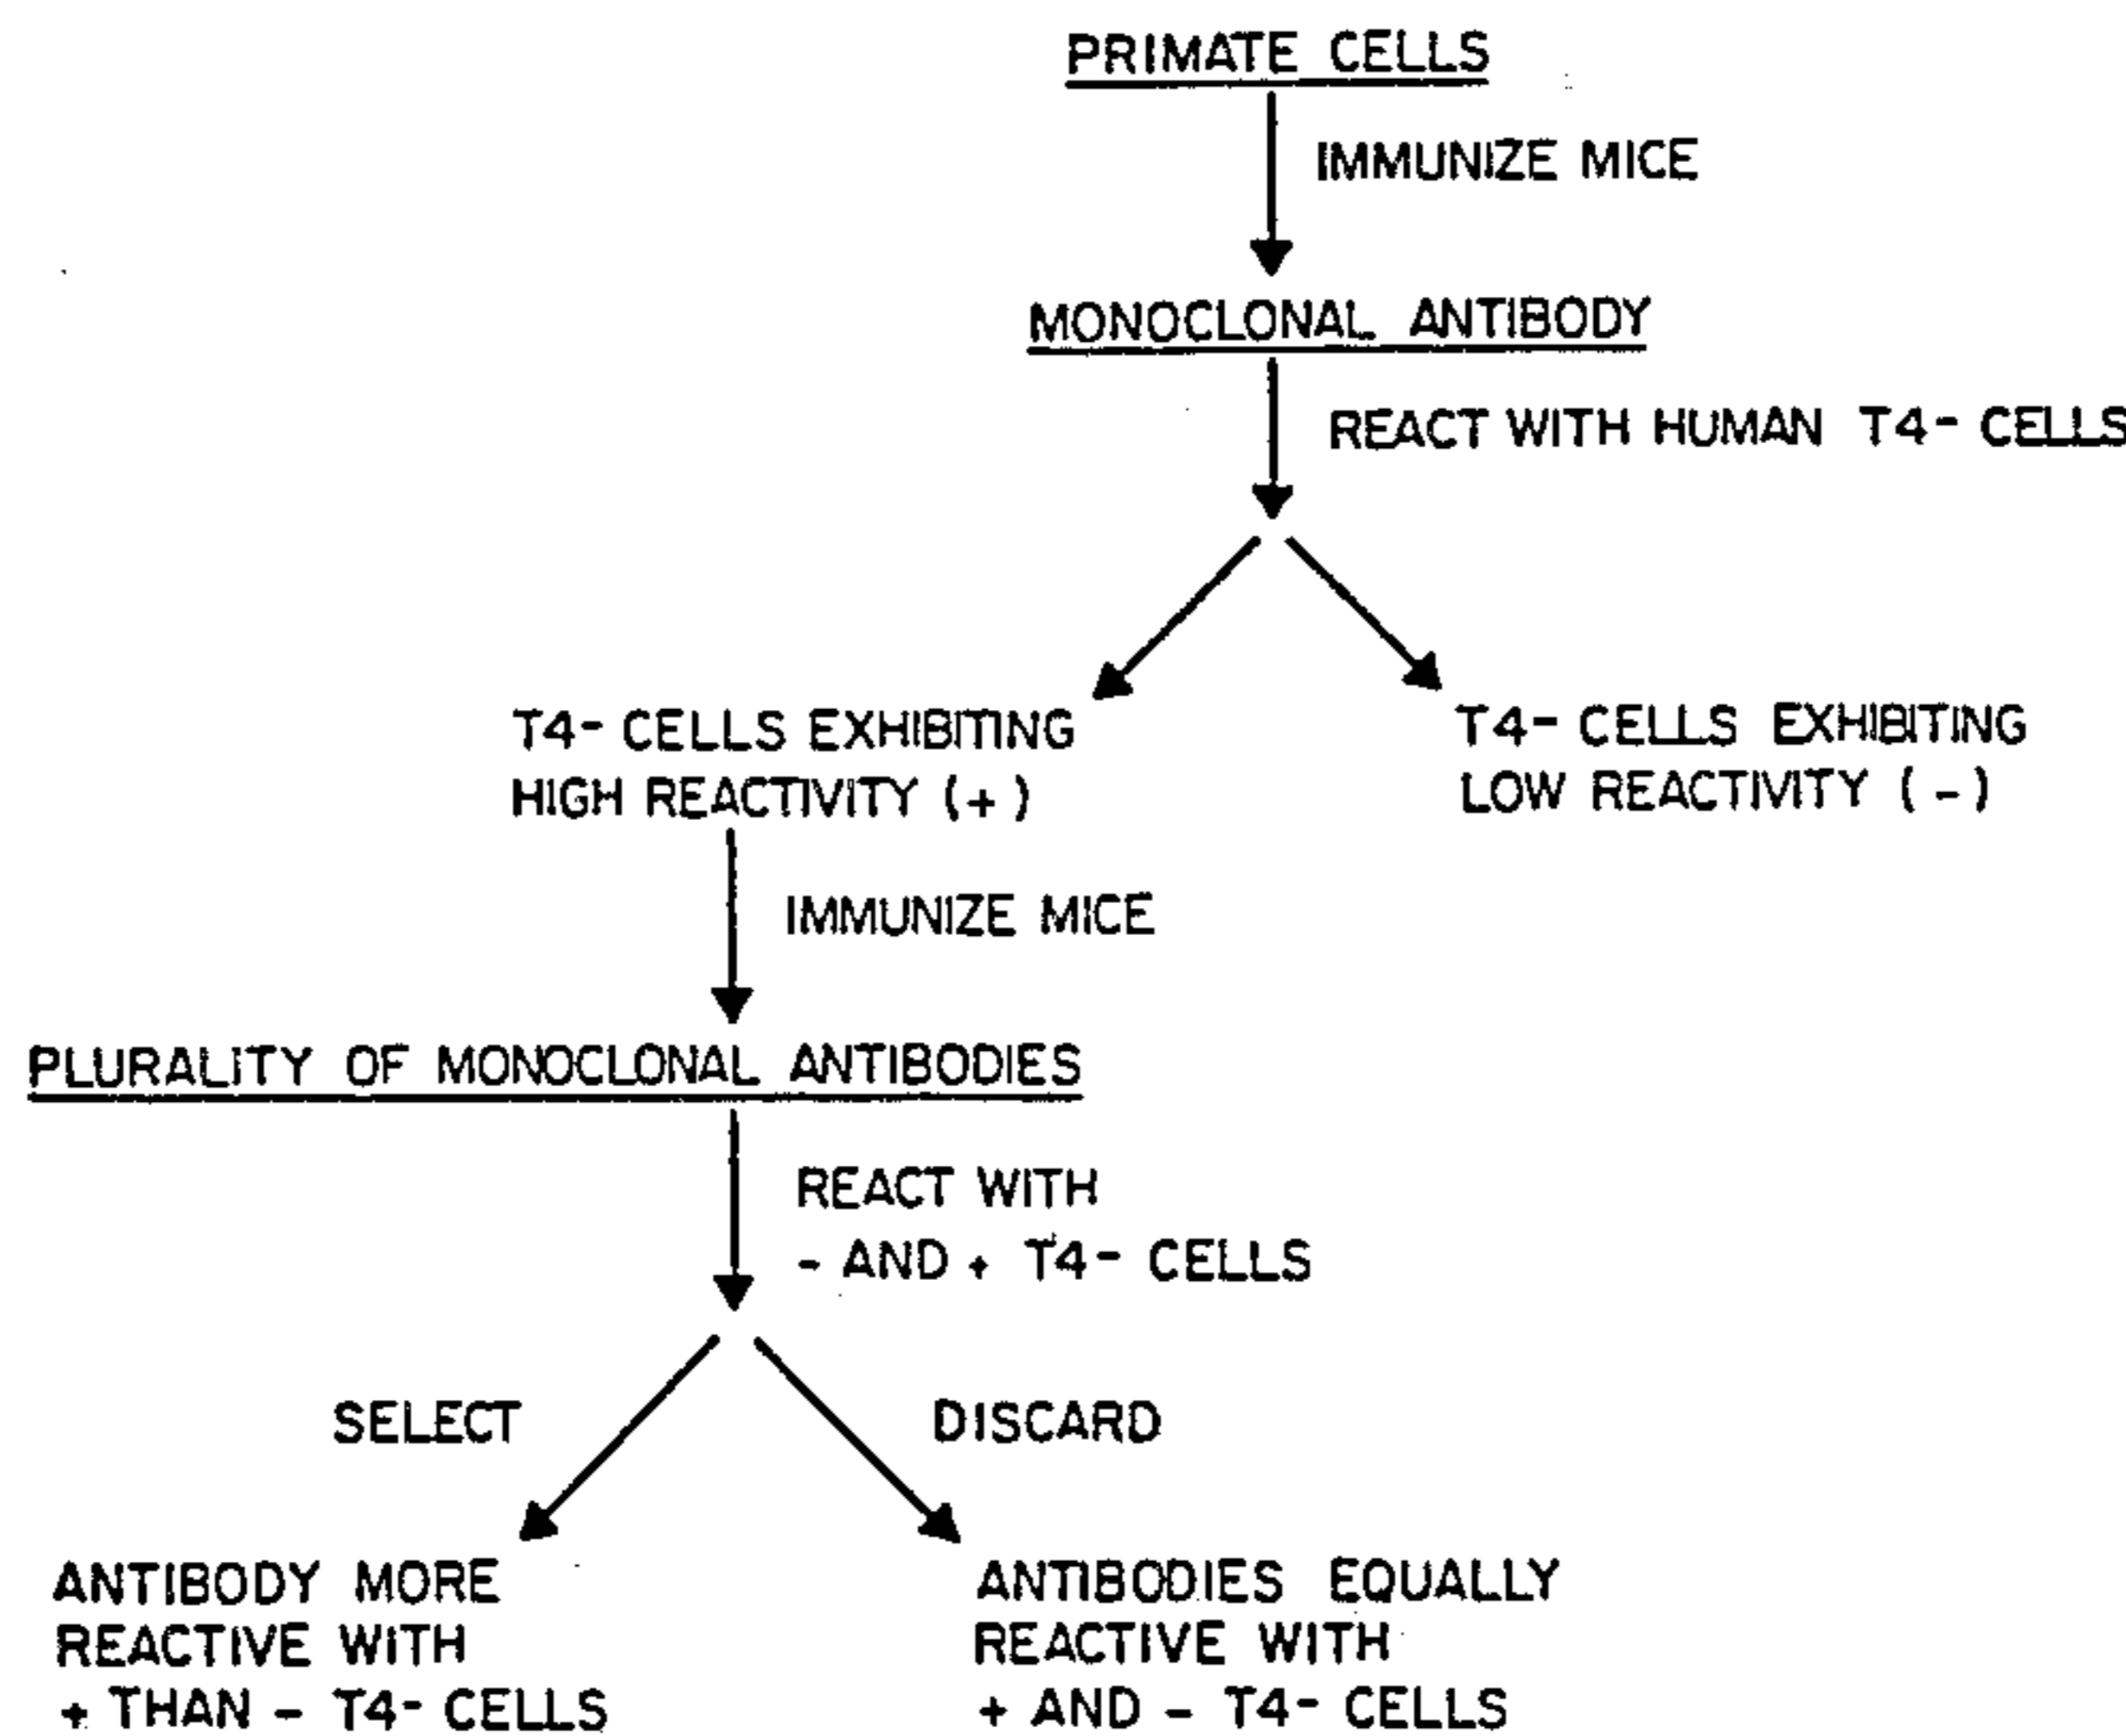 PRIMATE CELLS
IMMUNIZE MICE
MONOCLONAL ANTIBODY
REACT WITH HUMAN T4- CELLS
T4- CELLS EXHIBITING
HIGH REACTIVITY (+)
T4- CELLS EXHIBITING
LOW REACTIVITY (-)
IMMUNIZE MICE
PLURALITY OF MONOCLONAL ANTIBODIES
REACT WITH
- AND + T4- CELLS
SELECT
DISCARD
ANTIBODY MORE
REACTIVE WITH
+ THAN - T4- CELLS
ANTIBODIES EQUALLY
REACTIVE WITH
+ AND - T4- CELLS